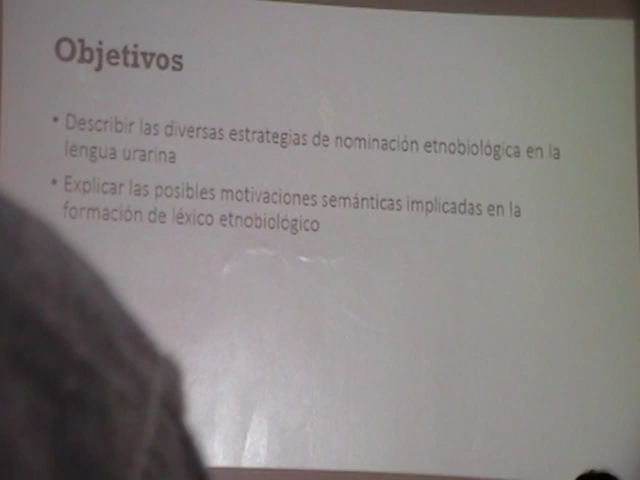 Objetivos
• Describir las diversas estrategias de nominación etnobiológica en la
lengua urarina
• Explicar las posibles motivaciones semánticas implicadas en la
formación de léxico etnobiológico